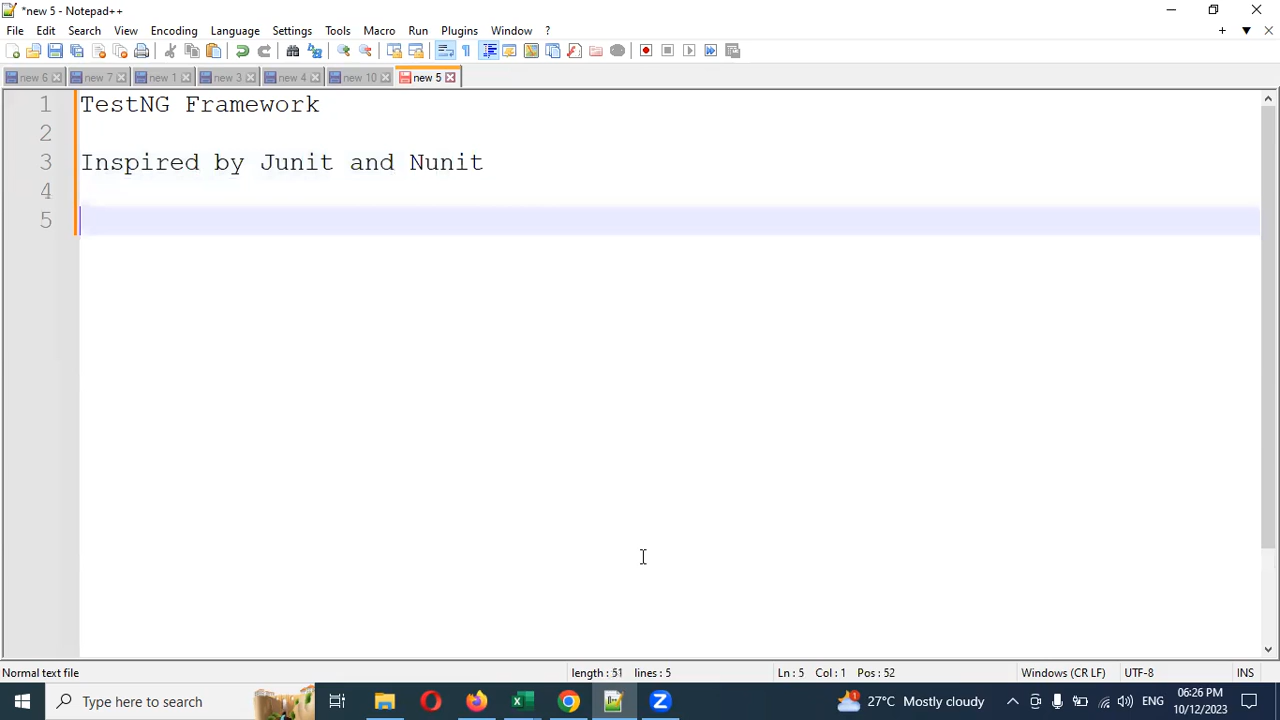 *new 5 - Notepad++
File Edit Search View Encoding Language Settings Tools Macro Run Plugins Window ?
new 6 new 7 new 1 new 3 new 4 new 10 new 5
1 TestNG Framework
2
3 Inspired by Junit and Nunit
4
5
Normal text file length : 51 lines : 5 Ln : 5 Col : 1 Pos : 52 Windows (CR LF) UTF-8 INS
Type here to search 27°C Mostly cloudy ENG 06:26 PM
10/12/2023